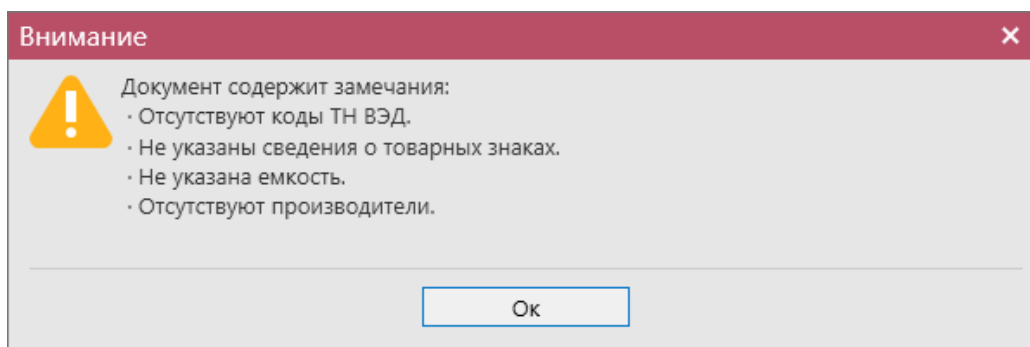 Внимание
Документ содержит замечания:
· Отсутствуют коды ТН ВЭД.
· Не указаны сведения о товарных знаках.
· Не указана емкость.
· Отсутствуют производители.
Ок